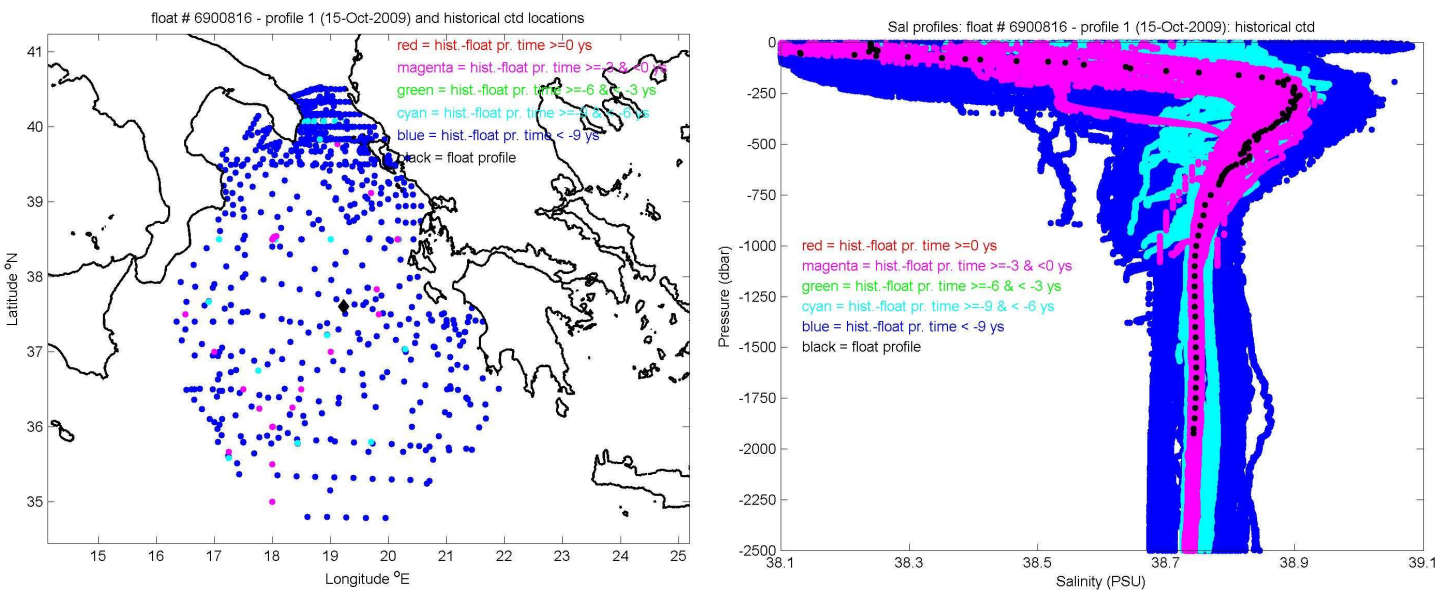 float # 6900816 - profile 1 (15-Oct-2009) and historical ctd locations
red = hist.-float pr. time >=0 ys
magenta = hist.-float pr. time >=-3 & <0 ys
green = hist.-float pr. time >=-6 & < -3 ys
cyan = hist.-float pr. time >=-9 & < -6 ys
blue = hist.-float pr. time < -9 ys
black = float profile
41
40
39
38
37
36
35
Latitude °N
15 16 17 18 19 20 21 22 23 24 25
Longitude °E
Sal profiles: float # 6900816 - profile 1 (15-Oct-2009): historical ctd
0
-250
-500
-750
-1000
-1250
-1500
-1750
-2000
-2250
-2500
Pressure (dbar)
red = hist.-float pr. time >=0 ys
magenta = hist.-float pr. time >=-3 & <0 ys
green = hist.-float pr. time >=-6 & < -3 ys
cyan = hist.-float pr. time >=-9 & < -6 ys
blue = hist.-float pr. time < -9 ys
black = float profile
38.1 38.3 38.5 38.7 38.9 39.1
Salinity (PSU)